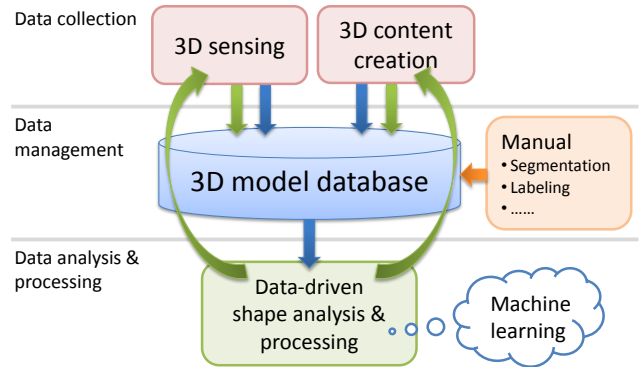 Data collection
3D sensing
3D content
creation
Data
management
3D model database
Manual
• Segmentation
• Labeling
• ......
Data analysis &
processing
Data-driven
shape analysis &
processing
Machine
learning